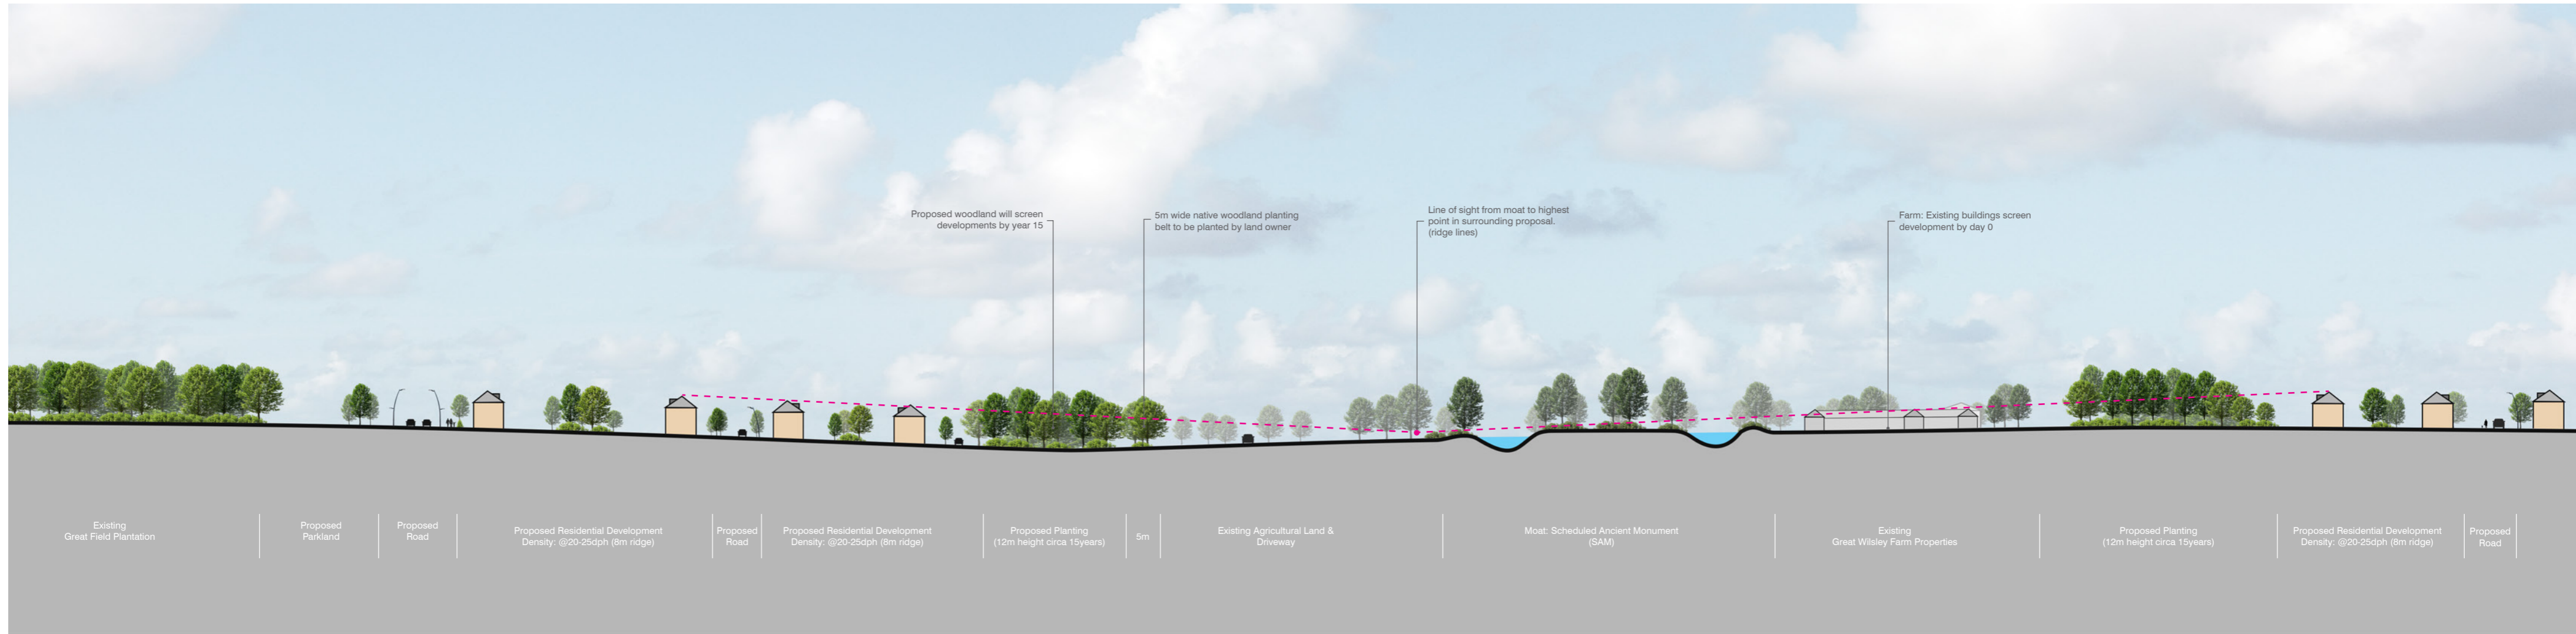 Proposed woodland will screen
developments by year 15
5m wide native woodland planting
belt to be planted by land owner
Line of sight from moat to highest
point in surrounding proposal.
(ridge lines)
Farm: Existing buildings screen
development by day 0
Existing
Great Field Plantation
Proposed
Parkland
Proposed
Road
Proposed Residential Development
Density: @20-25dph (8m ridge)
Proposed
Road
Proposed Residential Development
Density: @20-25dph (8m ridge)
Proposed Planting
(12m height circa 15years)
5m
Existing Agricultural Land &
Driveway
Moat: Scheduled Ancient Monument
(SAM)
Existing
Great Wilsley Farm Properties
Proposed Planting
(12m height circa 15years)
Proposed Residential Development
Density: @20-25dph (8m ridge)
Proposed
Road